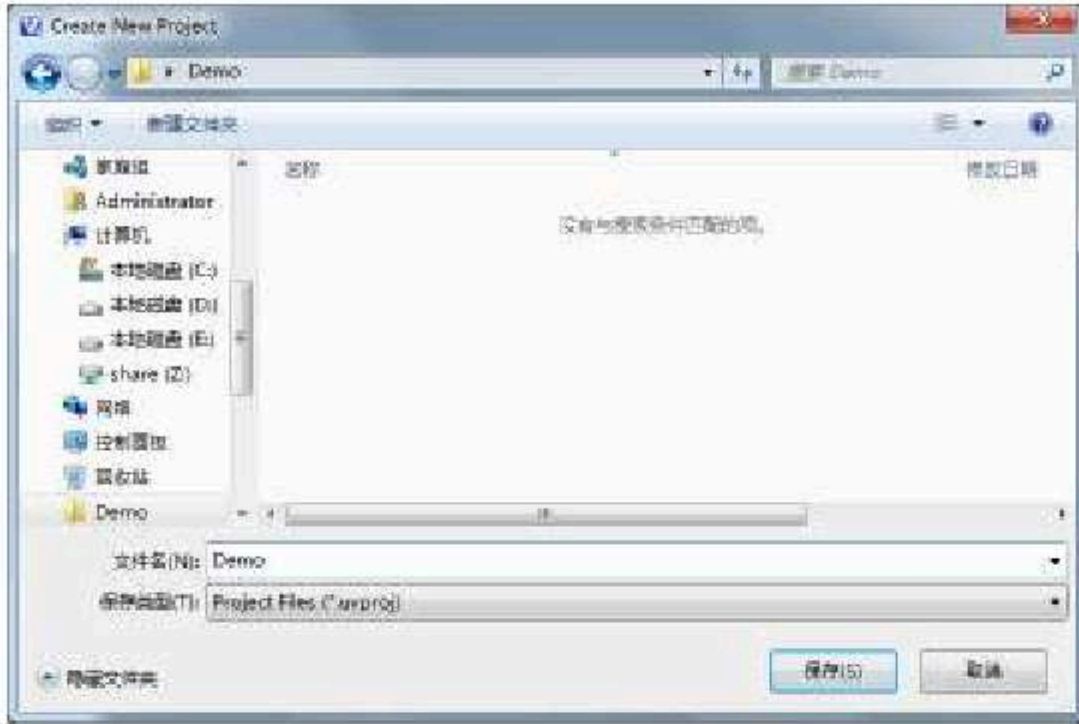 Create New Project
Demo
搜索 Demo
组织
新建文件夹
家庭组
Administrator
计算机
本地磁盘 (C:)
本地磁盘 (D:)
本地磁盘 (E:)
share (Z:)
网络
控制面板
回收站
Demo
名称
修改日期
没有与搜索条件匹配的项。
文件名(N): Demo
保存类型(T): Project Files (*.uvproj)
隐藏文件夹
保存(S)
取消